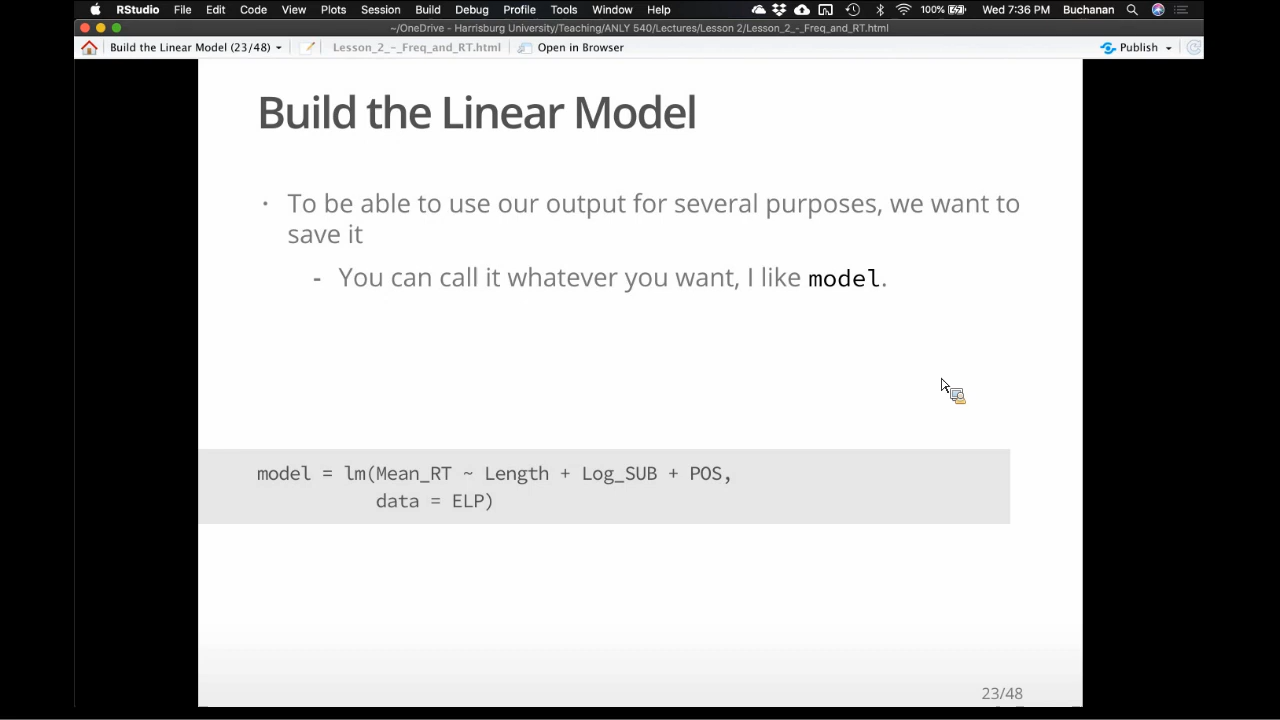 RStudio File Edit Code View Plots Session Build Debug Profile Tools Window Help 100% Wed 7:36 PM Buchanan
~/OneDrive - Harrisburg University/Teaching/ANLY 540/Lectures/Lesson 2/Lesson_2_-_Freq_and_RT.html
Build the Linear Model (23/48) Lesson_2_-_Freq_and_RT.html Open in Browser Publish
Build the Linear Model
· To be able to use our output for several purposes, we want to
save it
- You can call it whatever you want, I like model.
model = lm(Mean_RT ~ Length + Log_SUB + POS,
data = ELP)
23/48